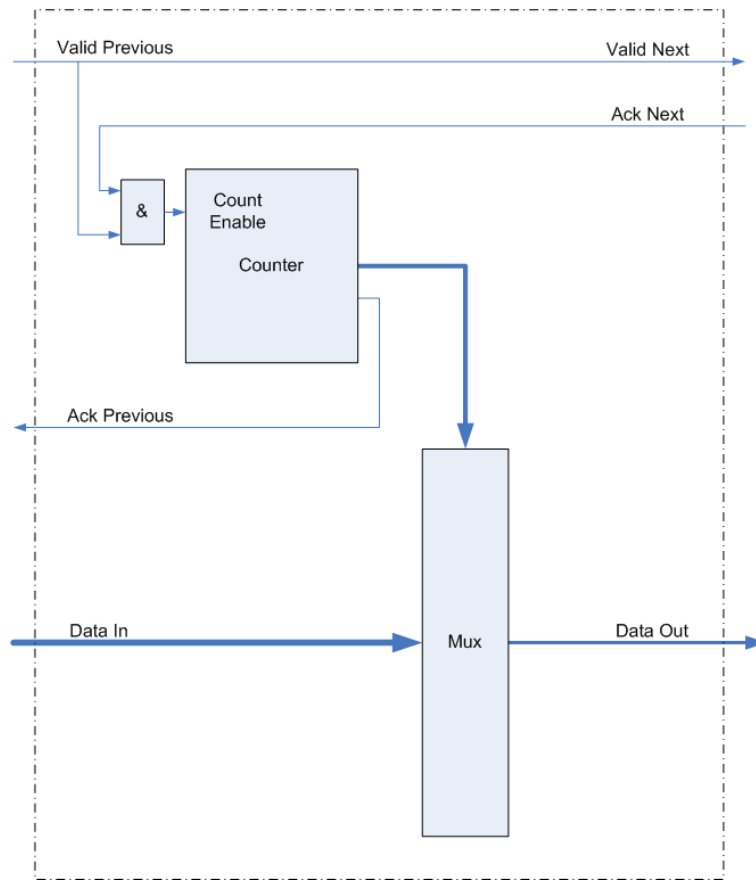 Valid Previous
Valid Next
Ack Next
&
Count
Enable
Counter
Ack Previous
Data In
Mux
Data Out